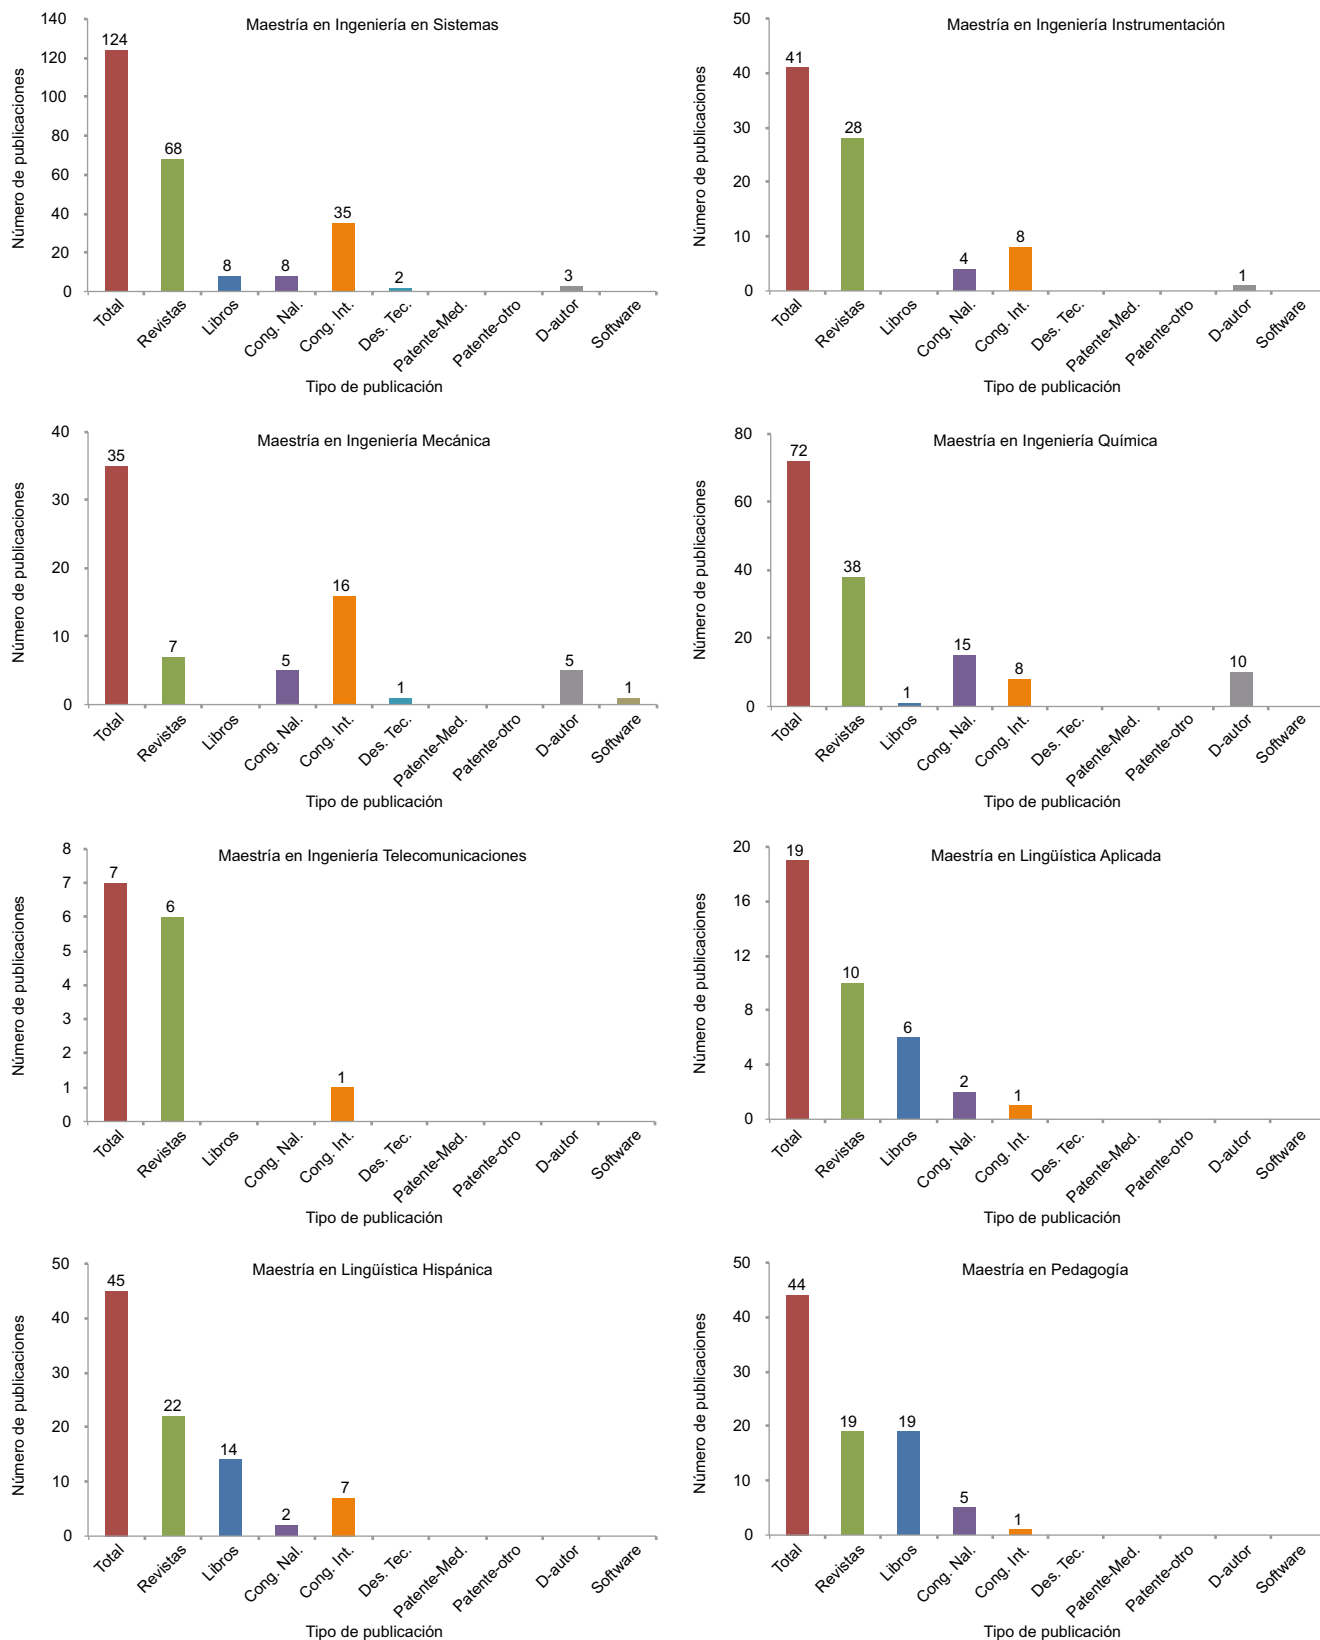 Maestría en Ingeniería en Sistemas
Número de publicaciones
140
120
100
80
60
40
20
0
124
68
8
8
35
2
3
Total
Revistas
Libros
Cong. Nal.
Cong. Int.
Des. Tec.
Patente-Med.
Patente-otro
D-autor
Software
Tipo de publicación
Maestría en Ingeniería Instrumentación
Número de publicaciones
50
40
30
20
10
0
41
28
4
8
1
Total
Revistas
Libros
Cong. Nal.
Cong. Int.
Des. Tec.
Patente-Med.
Patente-otro
D-autor
Software
Tipo de publicación
Maestría en Ingeniería Mecánica
Número de publicaciones
40
30
20
10
0
35
7
5
16
1
5
1
Total
Revistas
Libros
Cong. Nal.
Cong. Int.
Des. Tec.
Patente-Med.
Patente-otro
D-autor
Software
Tipo de publicación
Maestría en Ingeniería Química
Número de publicaciones
80
60
40
20
0
72
38
1
15
8
10
Total
Revistas
Libros
Cong. Nal.
Cong. Int.
Des. Tec.
Patente-Med.
Patente-otro
D-autor
Software
Tipo de publicación
Maestría en Ingeniería Telecomunicaciones
Número de publicaciones
8
7
6
5
4
3
2
1
0
7
6
1
Total
Revistas
Libros
Cong. Nal.
Cong. Int.
Des. Tec.
Patente-Med.
Patente-otro
D-autor
Software
Tipo de publicación
Maestría en Lingüística Aplicada
Número de publicaciones
20
16
12
8
4
0
19
10
6
2
1
Total
Revistas
Libros
Cong. Nal.
Cong. Int.
Des. Tec.
Patente-Med.
Patente-otro
D-autor
Software
Tipo de publicación
Maestría en Lingüística Hispánica
Número de publicaciones
50
40
30
20
10
0
45
22
14
2
7
Total
Revistas
Libros
Cong. Nal.
Cong. Int.
Des. Tec.
Patente-Med.
Patente-otro
D-autor
Software
Tipo de publicación
Maestría en Pedagogía
Número de publicaciones
50
40
30
20
10
0
44
19
19
5
1
Total
Revistas
Libros
Cong. Nal.
Cong. Int.
Des. Tec.
Patente-Med.
Patente-otro
D-autor
Software
Tipo de publicación